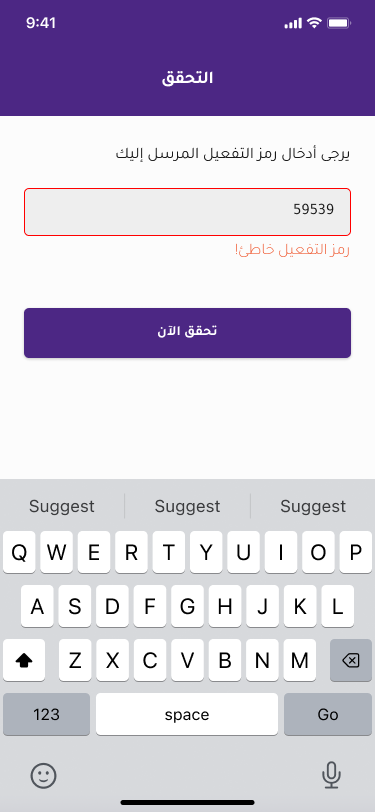 9:41
التحقق
يرجى أدخال رمز التفعيل المرسل إليك
59539
رمز التفعيل خاطئ!
تحقق الآن
Suggest Suggest Suggest
Q W E R T Y U I O P
A S D F G H J K L
Z X C V B N M
123 space Go